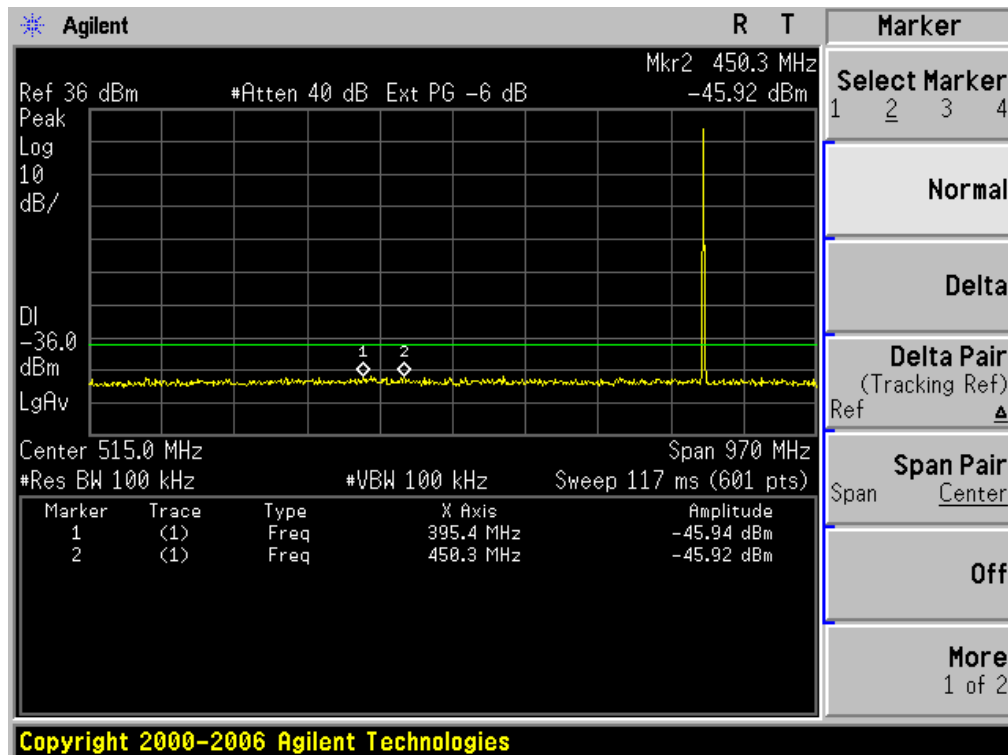 Agilent R T
Mkr2 450.3 MHz
Ref 36 dBm #Atten 40 dB Ext PG -6 dB -45.92 dBm
Peak
Log
10
dB/
DI
-36.0
dBm
LgAv
1 2
Center 515.0 MHz Span 970 MHz
#Res BW 100 kHz #VBW 100 kHz Sweep 117 ms (601 pts)
Marker Trace Type X Axis Amplitude
1 (1) Freq 395.4 MHz -45.94 dBm
2 (1) Freq 450.3 MHz -45.92 dBm
Copyright 2000-2006 Agilent Technologies
Marker
Select Marker
1 2 3 4
Normal
Delta
Delta Pair
(Tracking Ref)
Ref Δ
Span Pair
Span Center
Off
More
1 of 2